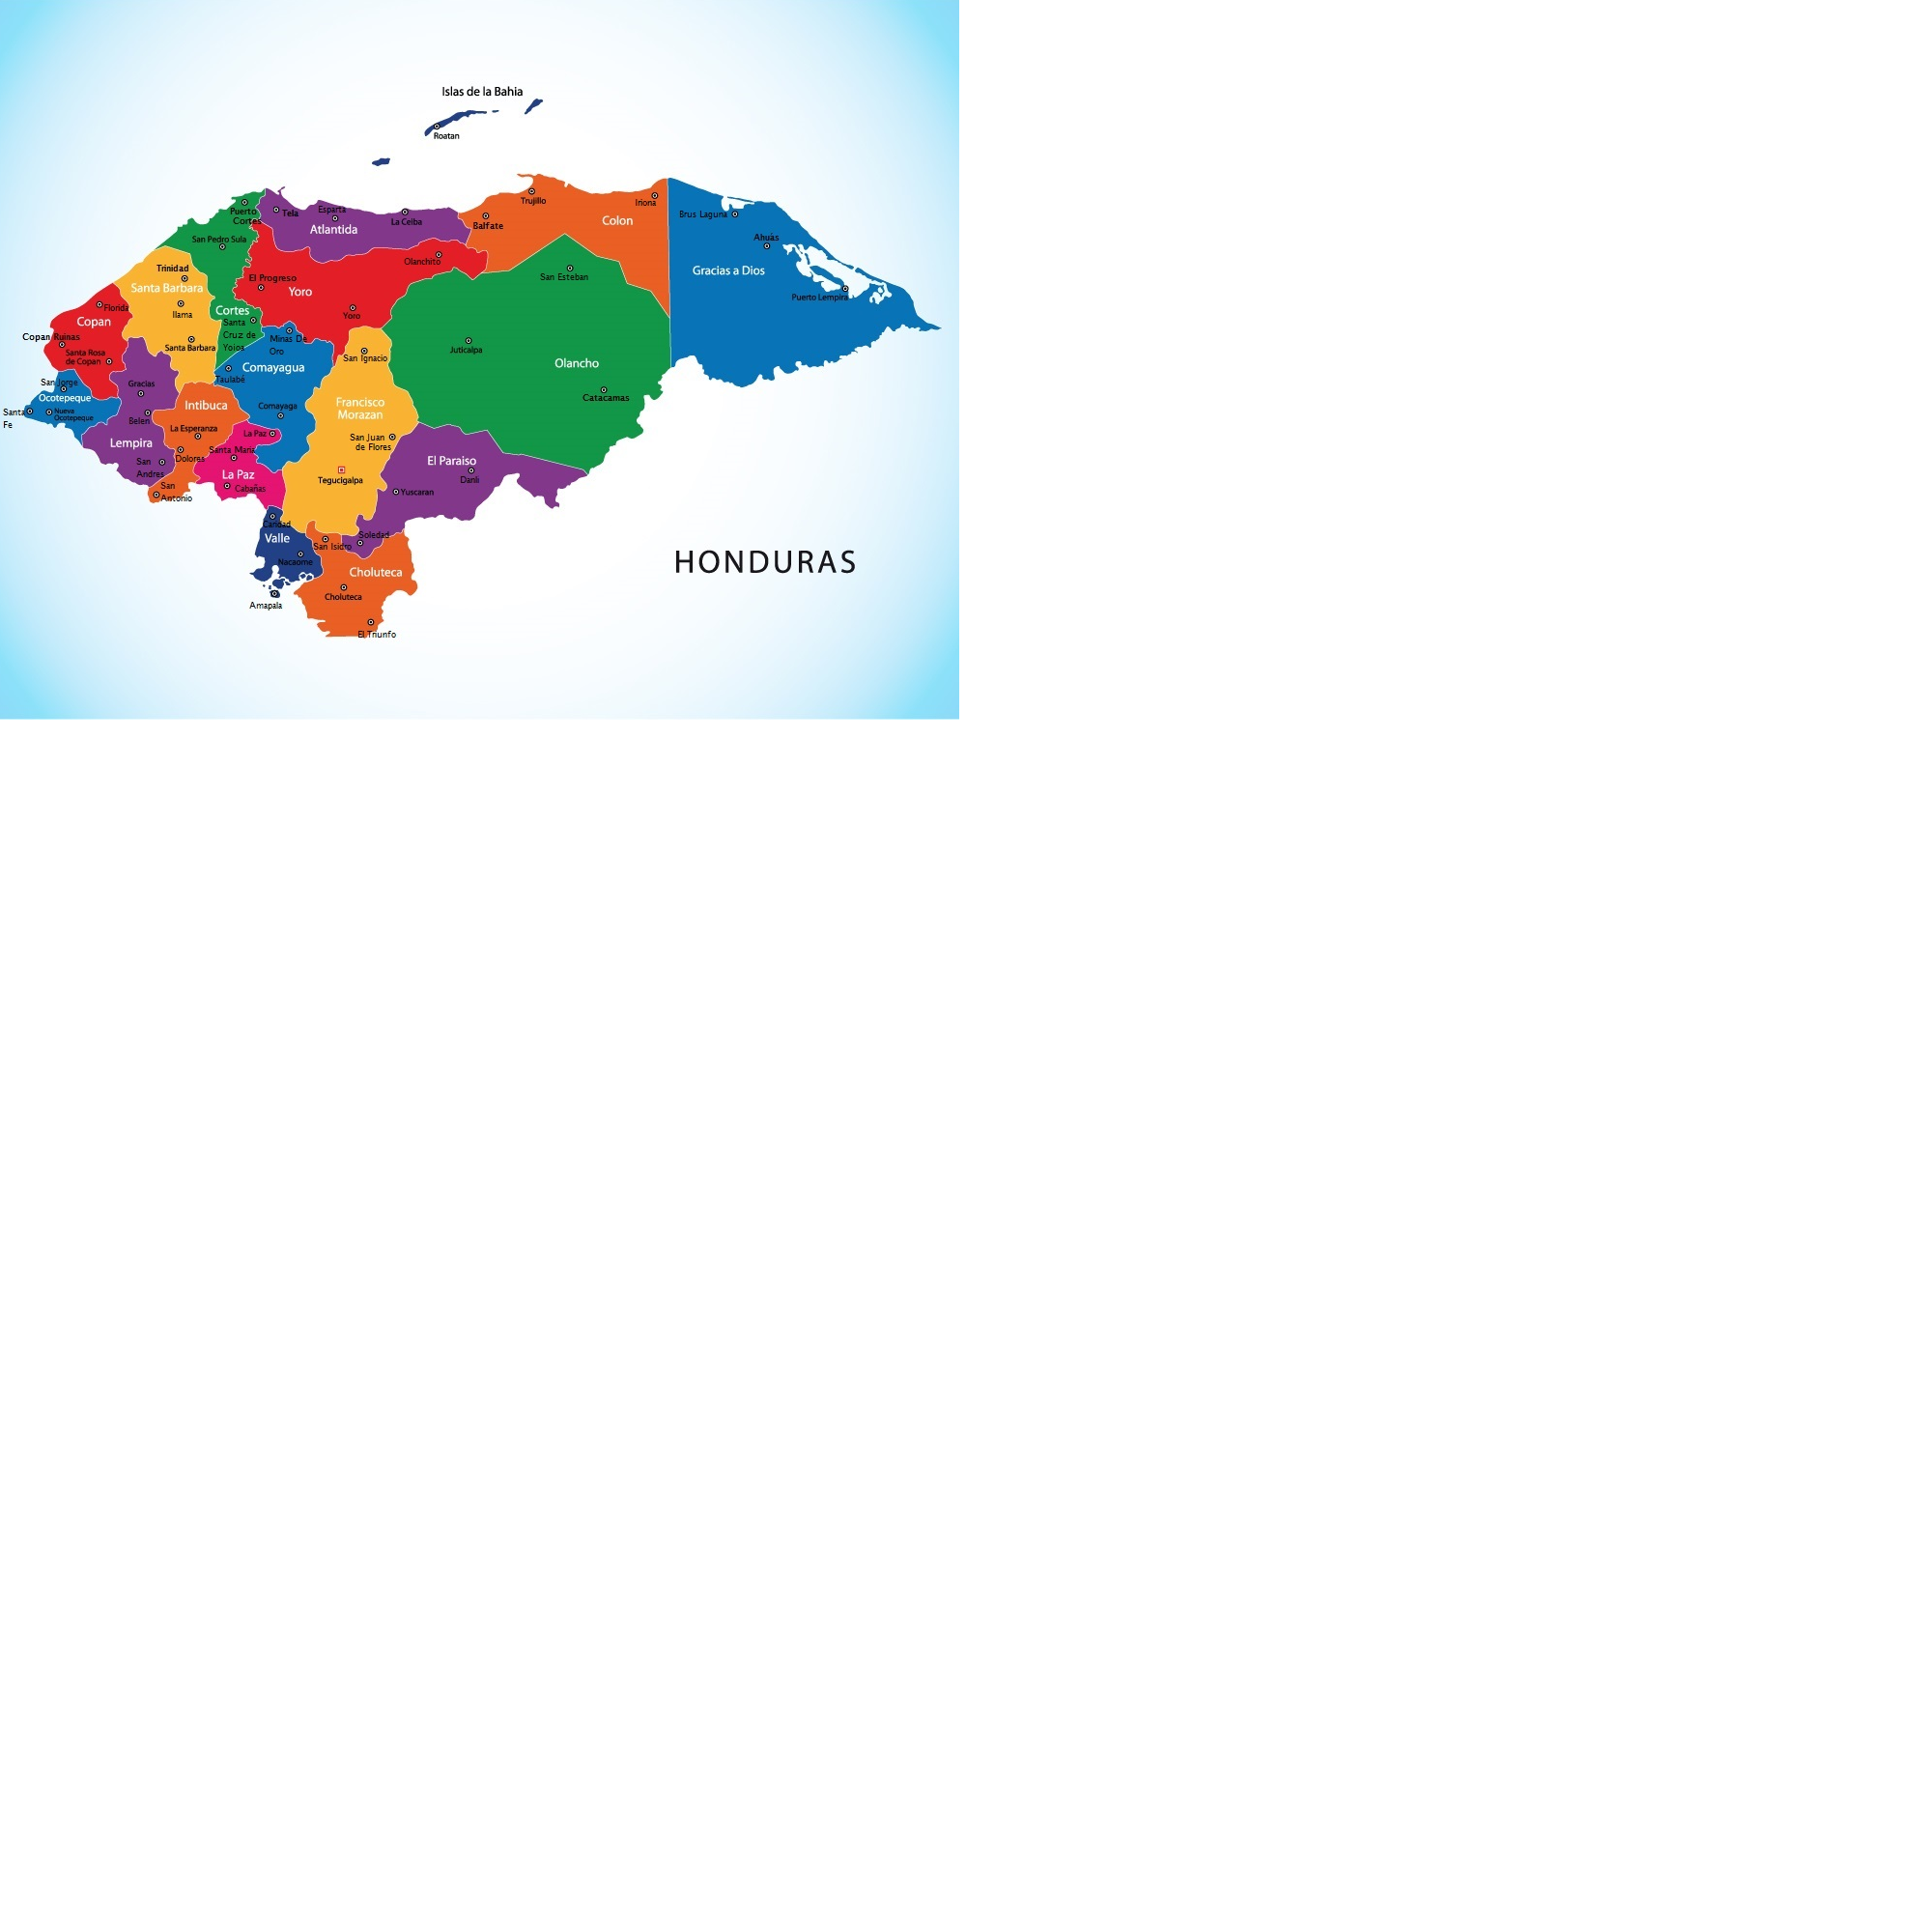 Islas de la Bahia
Roatan
Trujillo
Iriona
Colon
Balfate
Puerto
Cortes
Tela
Esparta
La Ceiba
Atlantida
Brus Laguna
Ahuás
Gracias a Dios
Puerto Lempira
San Pedro Sula
Olanchito
San Esteban
Trinidad
Santa Barbara
El Progreso
Yoro
Ilama
Florida
Copan
Cortes
Santa
Cruz de
Yojoa
Yoro
Copan Ruinas
Santa Rosa
de Copan
Santa Barbara
Minas De
Oro
San Ignacio
Juticalpa
Olancho
Comayagua
Taulabé
San Jorge
Gracias
Ocotepeque
Catacamas
Santa
Fe
Nueva
Ocotepeque
Intibuca
Comayaga
Francisco
Morazan
Belen
La Esperanza
La Paz
San Juan
de Flores
Lempira
Santa Maria
Dolores
San
Andres
La Paz
El Paraiso
Danli
Tegucigalpa
Cabañas
San
Antonio
Yuscaran
Caridad
Valle
Soledad
San Isidro
Nacaome
HONDURAS
Choluteca
Choluteca
Amapala
El Triunfo